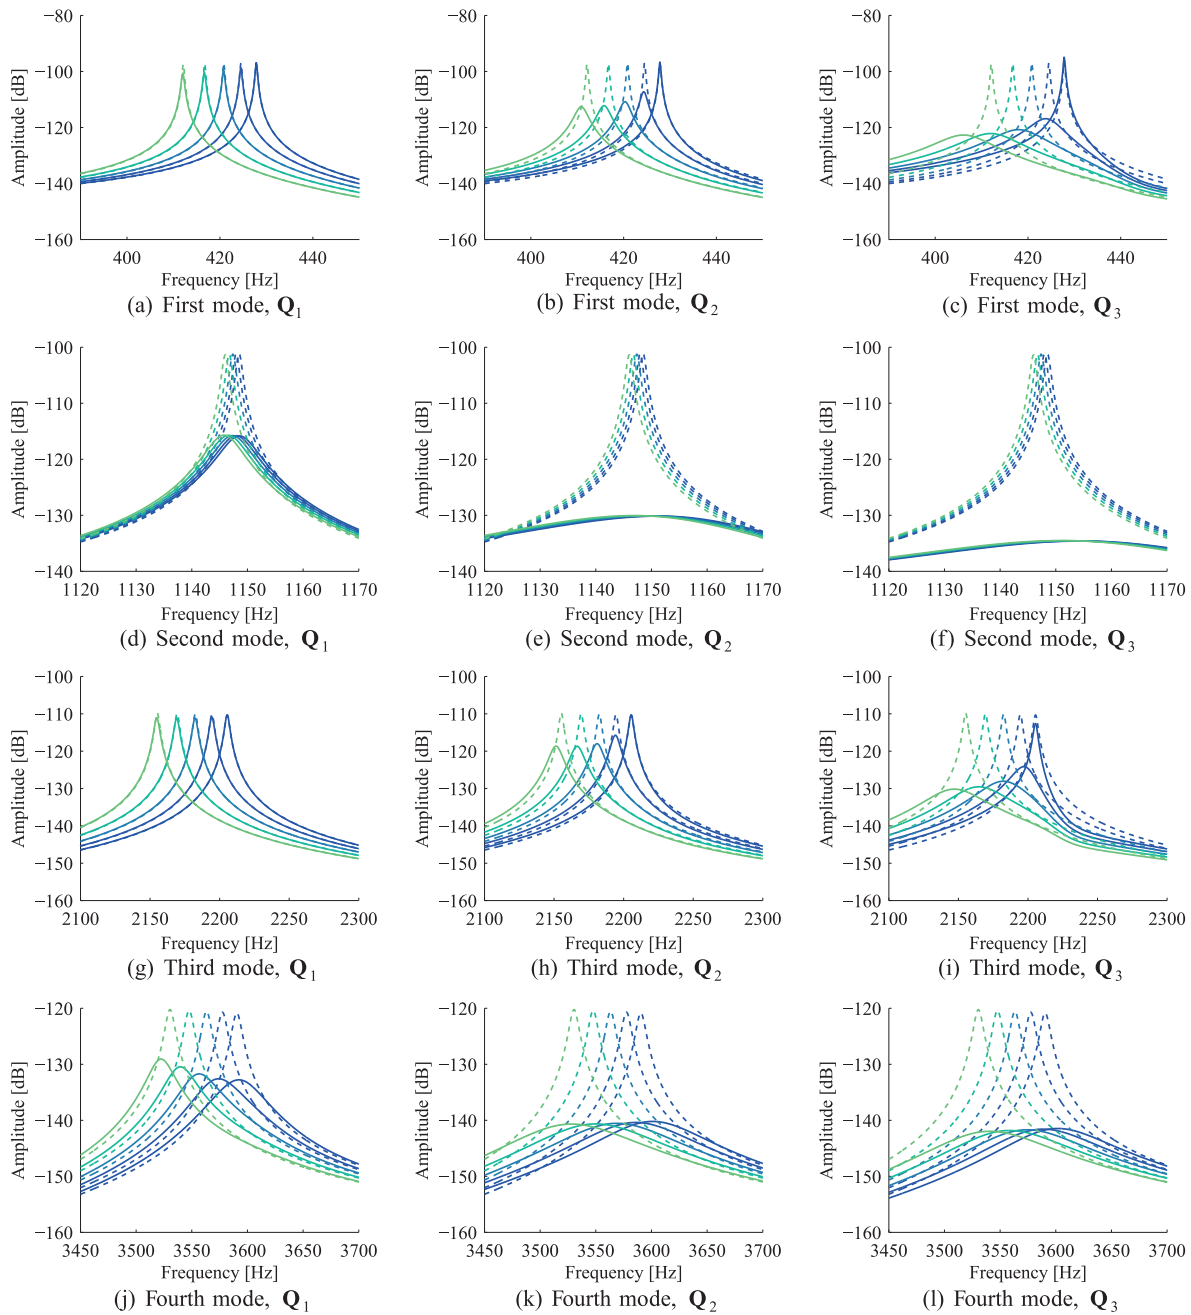 −80
−100
−120
−140
−160
Amplitude [dB]
400 420 440
Frequency [Hz]
(a) First mode, Q1
−80
−100
−120
−140
−160
Amplitude [dB]
400 420 440
Frequency [Hz]
(b) First mode, Q2
−80
−100
−120
−140
−160
Amplitude [dB]
400 420 440
Frequency [Hz]
(c) First mode, Q3
−100
−110
−120
−130
−140
Amplitude [dB]
1120 1130 1140 1150 1160 1170
Frequency [Hz]
(d) Second mode, Q1
−100
−110
−120
−130
−140
Amplitude [dB]
1120 1130 1140 1150 1160 1170
Frequency [Hz]
(e) Second mode, Q2
−100
−110
−120
−130
−140
Amplitude [dB]
1120 1130 1140 1150 1160 1170
Frequency [Hz]
(f) Second mode, Q3
−100
−110
−120
−130
−140
−150
−160
Amplitude [dB]
2100 2150 2200 2250 2300
Frequency [Hz]
(g) Third mode, Q1
−100
−110
−120
−130
−140
−150
−160
Amplitude [dB]
2100 2150 2200 2250 2300
Frequency [Hz]
(h) Third mode, Q2
−100
−110
−120
−130
−140
−150
−160
Amplitude [dB]
2100 2150 2200 2250 2300
Frequency [Hz]
(i) Third mode, Q3
−120
−130
−140
−150
−160
Amplitude [dB]
3450 3500 3550 3600 3650 3700
Frequency [Hz]
(j) Fourth mode, Q1
−120
−130
−140
−150
−160
Amplitude [dB]
3450 3500 3550 3600 3650 3700
Frequency [Hz]
(k) Fourth mode, Q2
−120
−130
−140
−150
−160
Amplitude [dB]
3450 3500 3550 3600 3650 3700
Frequency [Hz]
(l) Fourth mode, Q3